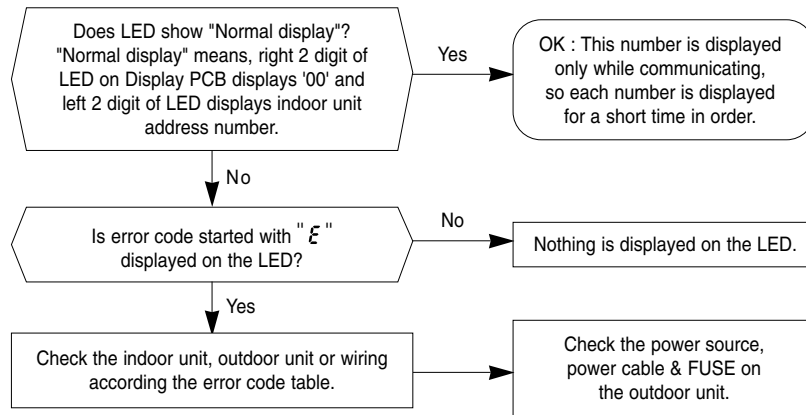 Does LED show "Normal display"?
"Normal display" means, right 2 digit of
LED on Display PCB displays '00' and
left 2 digit of LED displays indoor unit
address number.
Yes
OK : This number is displayed
only while communicating,
so each number is displayed
for a short time in order.
No
Is error code started with " E "
displayed on the LED?
No
Nothing is displayed on the LED.
Yes
Check the indoor unit, outdoor unit or wiring
according the error code table.
Check the power source,
power cable & FUSE on
the outdoor unit.